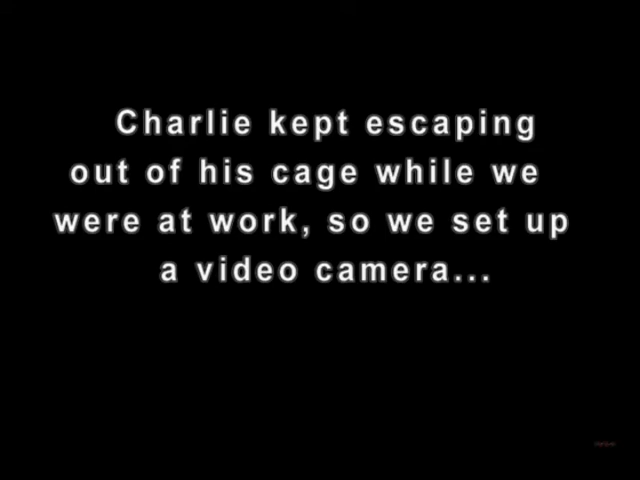 Charlie kept escaping
out of his cage while we
were at work, so we set up
a video camera...